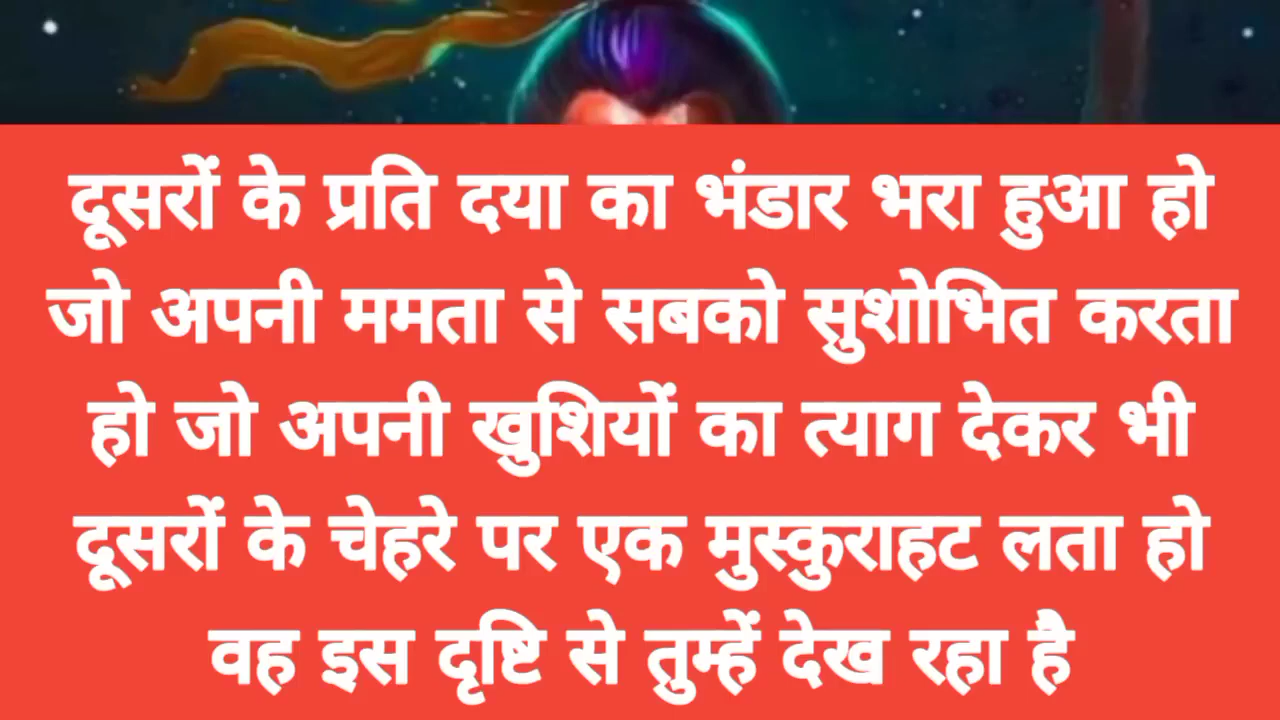 दूसरों के प्रति दया का भंडार भरा हुआ हो
जो अपनी ममता से सबको सुशोभित करता
हो जो अपनी खुशियों का त्याग देकर भी
दूसरों के चेहरे पर एक मुस्कुराहट लता हो
वह इस दृष्टि से तुम्हें देख रहा है